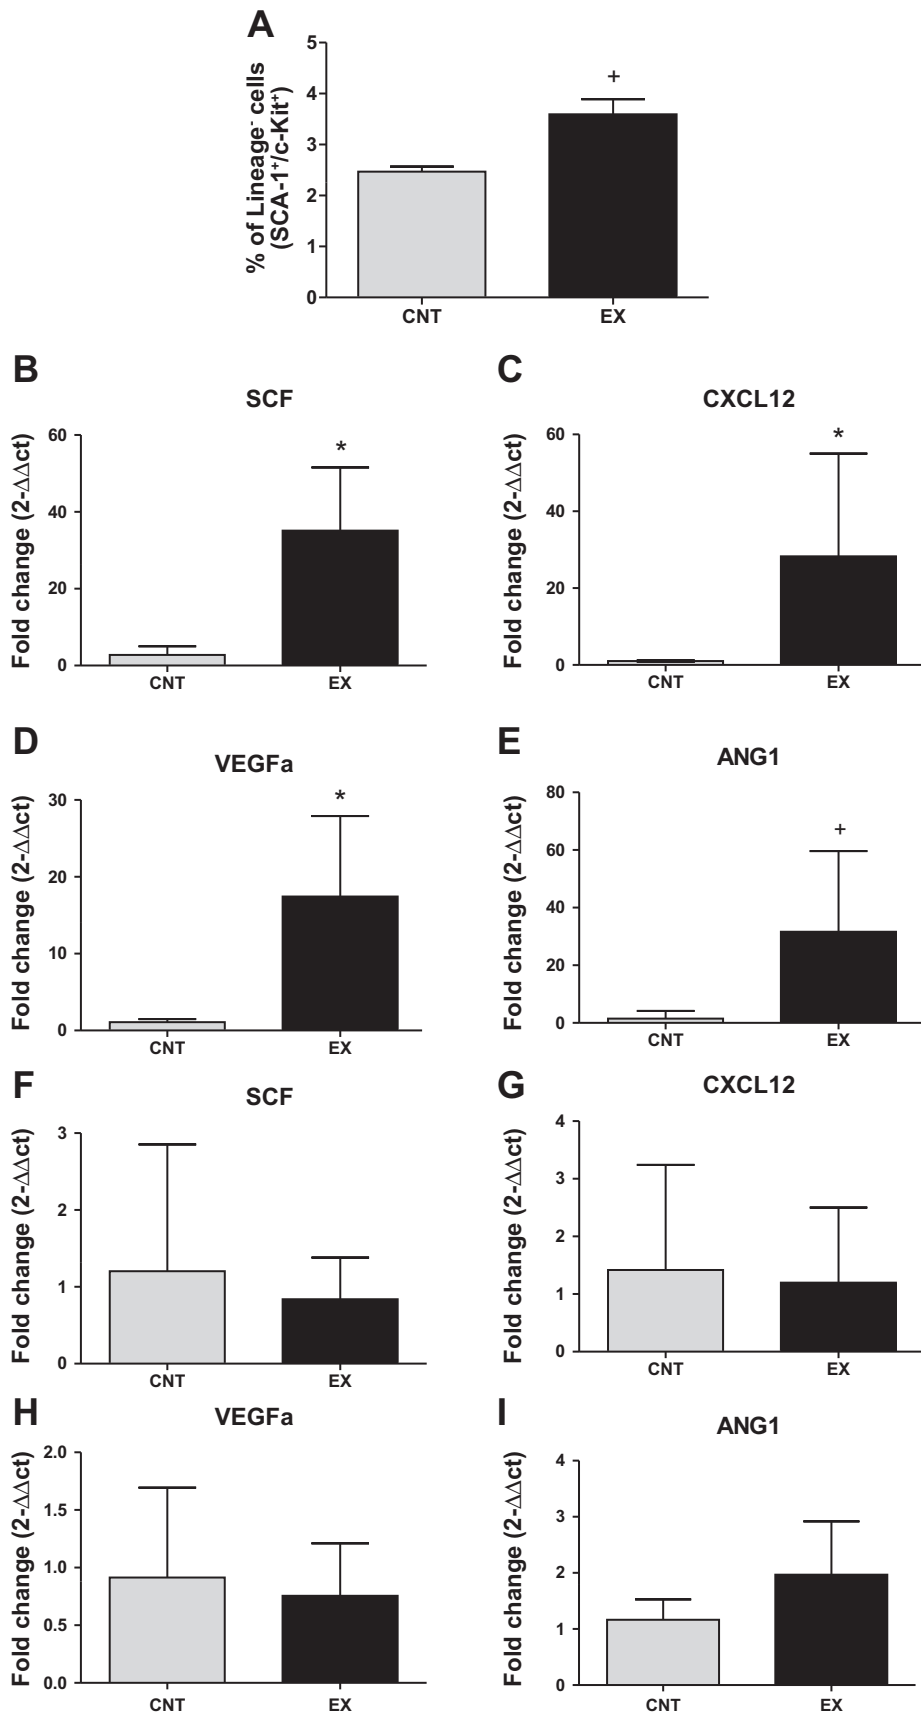 A
% of Lineage- cells
(SCA-1+/c-Kit+)
5
4
3
2
1
0
+
CNT EX
B
SCF
Fold change (2-ΔΔct)
60
40
20
0
*
CNT EX
C
CXCL12
Fold change (2-ΔΔct)
60
40
20
0
*
CNT EX
D
VEGFa
Fold change (2-ΔΔct)
30
20
10
0
*
CNT EX
E
ANG1
Fold change (2-ΔΔct)
80
60
40
20
0
+
CNT EX
F
SCF
Fold change (2-ΔΔct)
3
2
1
0
CNT EX
G
CXCL12
Fold change (2-ΔΔct)
4
3
2
1
0
CNT EX
H
VEGFa
Fold change (2-ΔΔct)
2.0
1.5
1.0
0.5
0.0
CNT EX
I
ANG1
Fold change (2-ΔΔct)
4
3
2
1
0
CNT EX